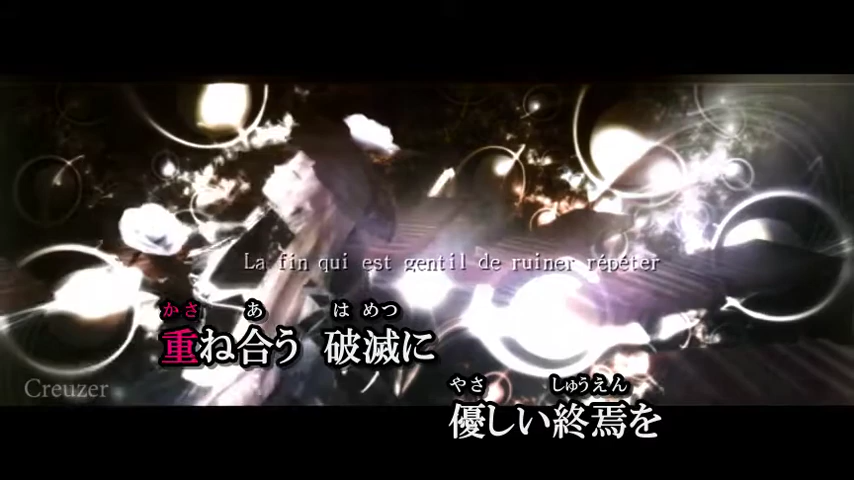 La fin qui est gentil de ruiner répéter
かさ あ はめつ
重ね合う 破滅に
Creuzer
やさ しゅうえん
優しい終焉を